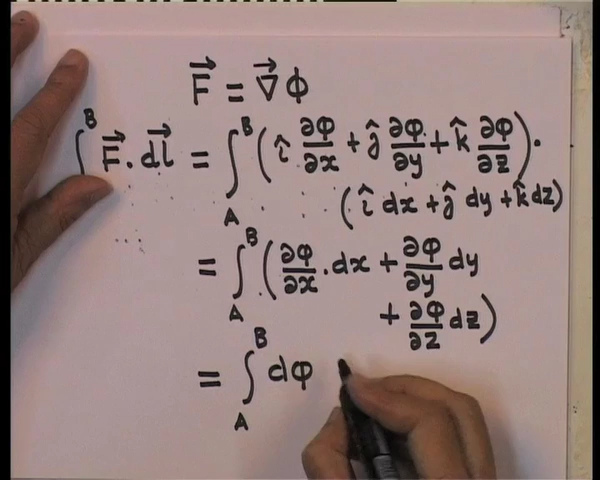 F⃗ = ∇⃗ φ
∫_A^B F⃗ . dl⃗ = ∫_A^B ( î ∂φ/∂x + ĵ ∂φ/∂y + k̂ ∂φ/∂z ) .
( î dx + ĵ dy + k̂ dz )
= ∫_A^B ( ∂φ/∂x . dx + ∂φ/∂y dy
+ ∂φ/∂z dz )
= ∫_A^B dφ